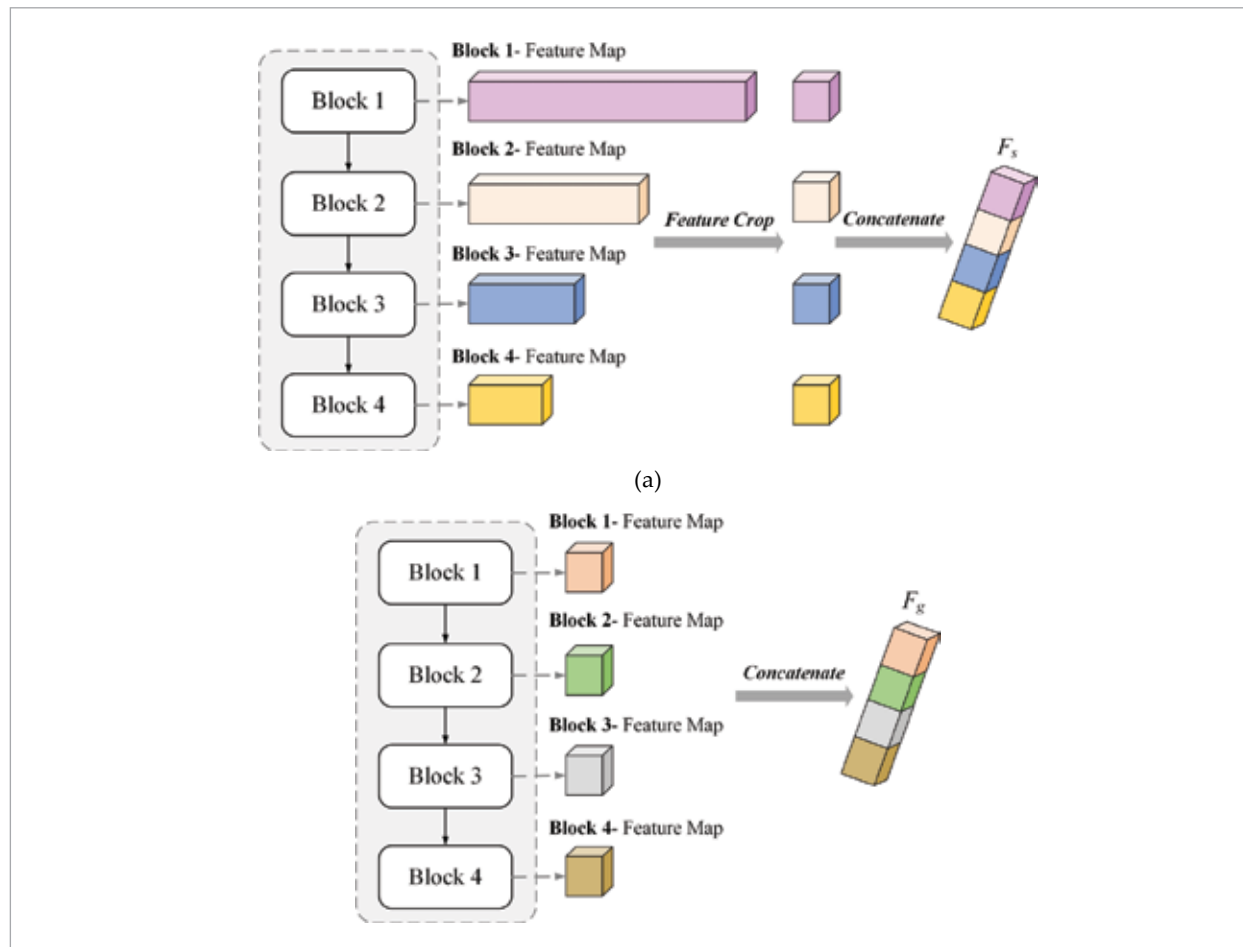 Block 1- Feature Map
Block 1
Block 2- Feature Map
Block 2
Feature Crop
Concatenate
F_s
Block 3- Feature Map
Block 3
Block 4- Feature Map
Block 4
(a)
Block 1- Feature Map
Block 1
F_g
Block 2- Feature Map
Block 2
Concatenate
Block 3- Feature Map
Block 3
Block 4- Feature Map
Block 4